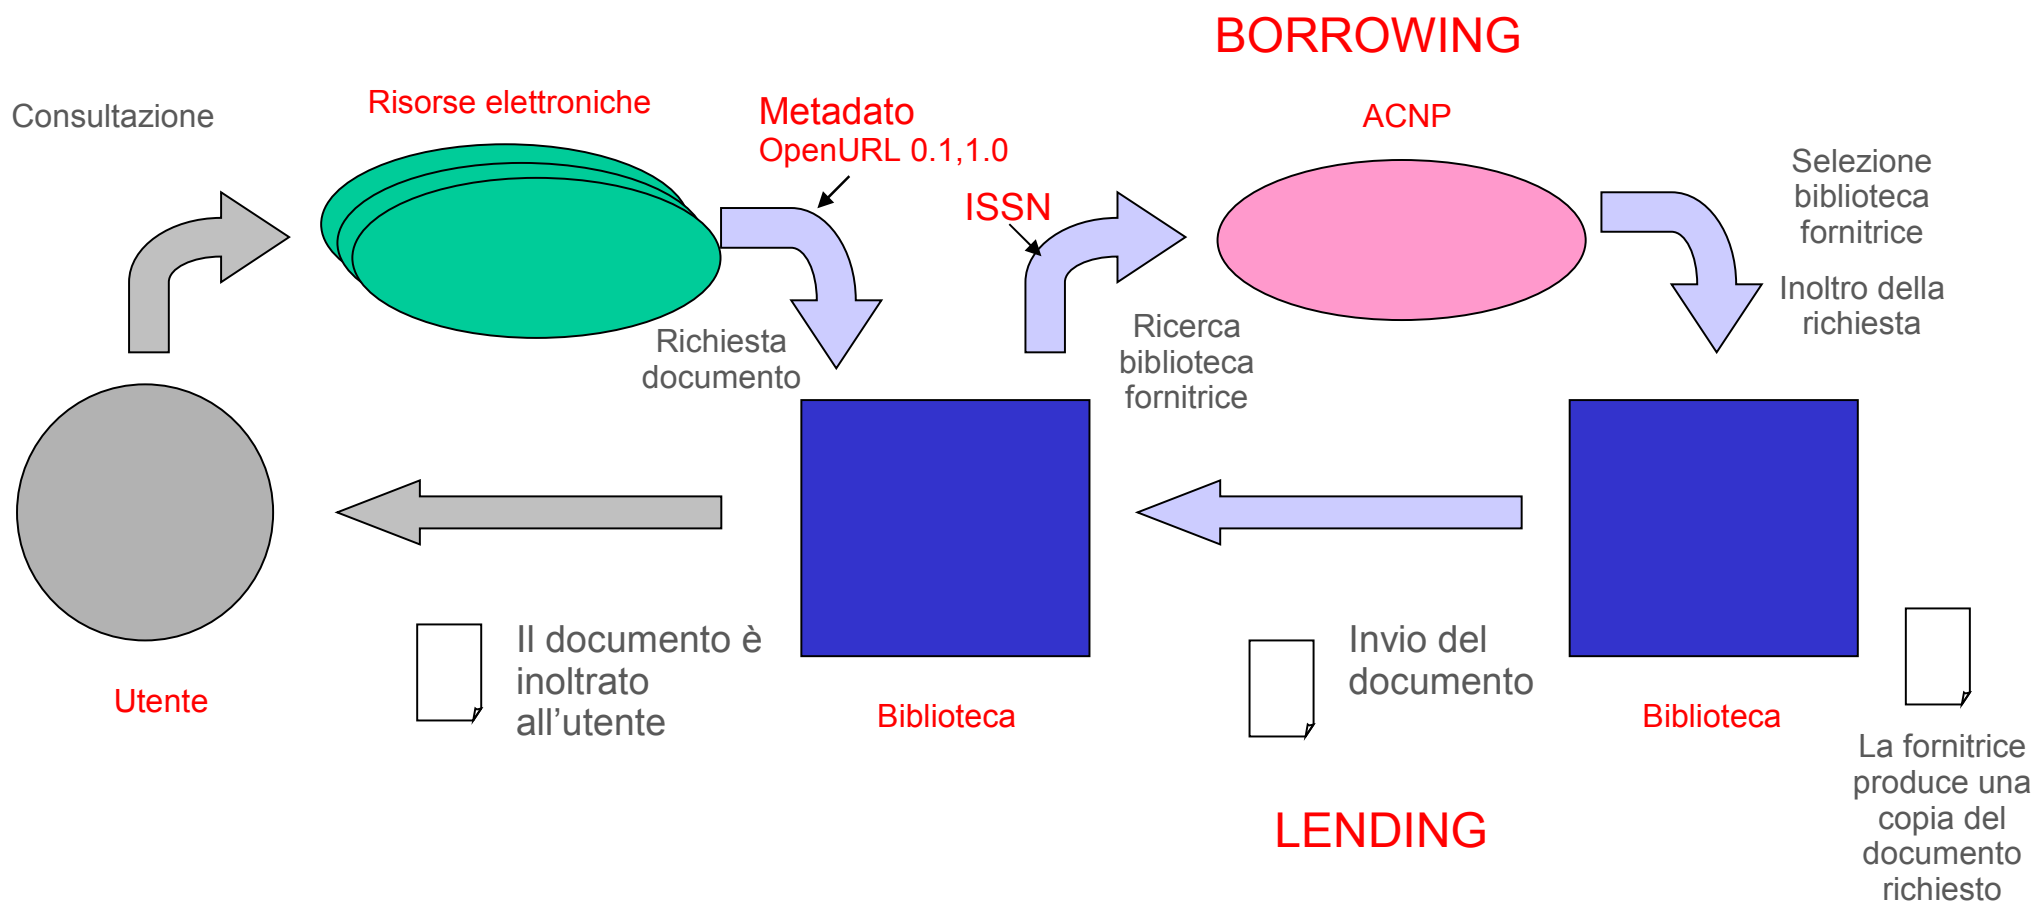 BORROWING
Consultazione
Risorse elettroniche
Metadato
OpenURL 0.1,1.0
ACNP
ISSN
Selezione
biblioteca
fornitrice
Inoltro della
richiesta
Richiesta
documento
Ricerca
biblioteca
fornitrice
Il documento è
inoltrato
all’utente
Invio del
documento
Utente
Biblioteca
Biblioteca
La fornitrice
produce una
copia del
documento
richiesto
LENDING